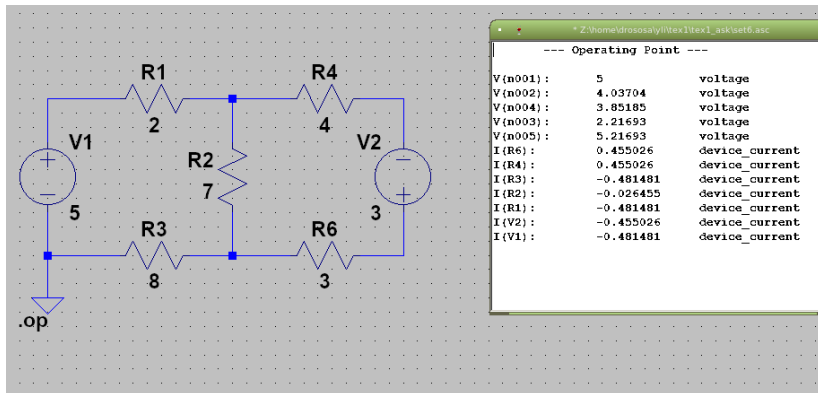 * Z:\home\drososa\yli\tex1\tex1_ask\set6.asc
--- Operating Point ---
V(n001): 5 voltage
V(n002): 4.03704 voltage
V(n004): 3.85185 voltage
V(n003): 2.21693 voltage
V(n005): 5.21693 voltage
I(R6): 0.455026 device_current
I(R4): 0.455026 device_current
I(R3): -0.481481 device_current
I(R2): -0.026455 device_current
I(R1): -0.481481 device_current
I(V2): -0.455026 device_current
I(V1): -0.481481 device_current
R1
2
R4
4
V1
5
R2
7
V2
3
R3
8
R6
3
.op